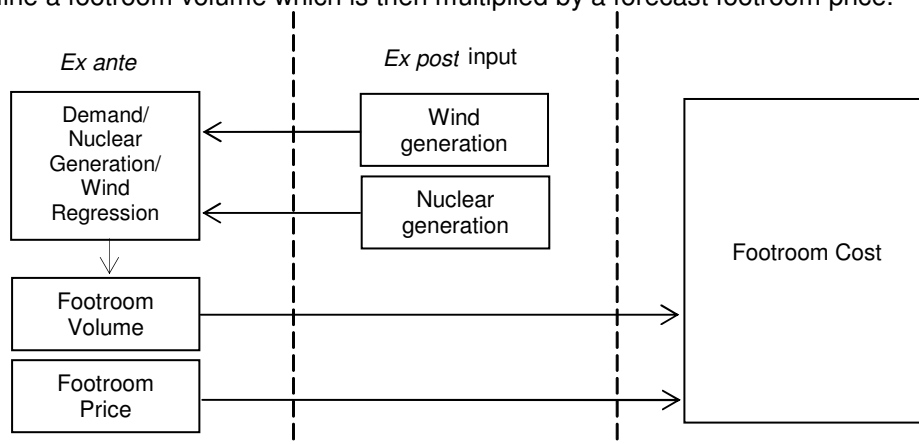 line a footroom volume which is then multiplied by a forecast footroom price.
Ex ante
Ex post input
Demand/
Nuclear
Generation/
Wind
Regression
Wind
generation
Nuclear
generation
Footroom
Volume
Footroom
Price
Footroom Cost